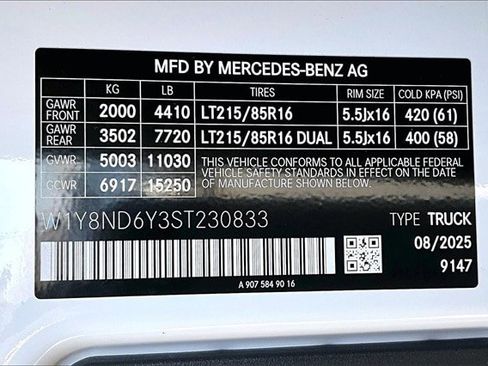 MFD BY MERCEDES-BENZ AG
KG LB TIRES RIM SIZE COLD KPA (PSI)
GAWR FRONT 2000 4410 LT215/85R16 5.5Jx16 420 (61)
GAWR REAR 3502 7720 LT215/85R16 DUAL 5.5Jx16 400 (58)
GVWR 5003 11030 THIS VEHICLE CONFORMS TO ALL APPLICABLE FEDERAL
VEHICLE SAFETY STANDARDS IN EFFECT ON THE DATE
GCWR 6917 15250 OF MANUFACTURE SHOWN BELOW.
W1Y8ND6Y3ST230833 TYPE TRUCK
08/2025
9147
A 907 584 90 16